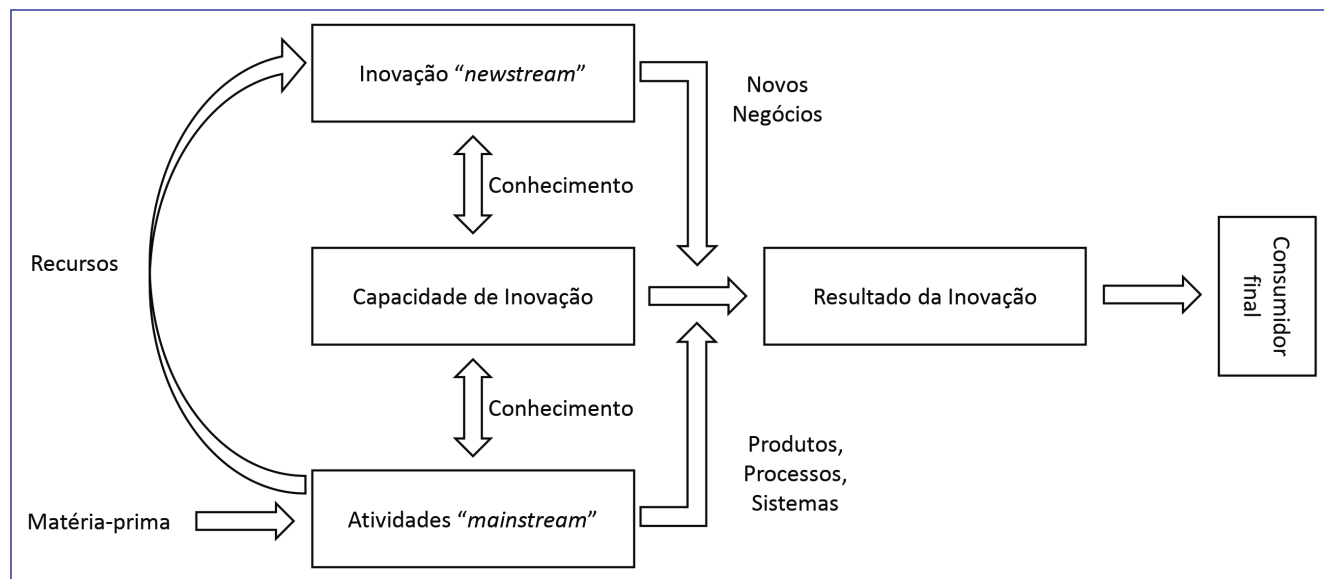 Inovação “newstream”
Novos
Negócios
Conhecimento
Recursos
Capacidade de Inovação
Resultado da Inovação
Consumidor
final
Conhecimento
Produtos,
Processos,
Sistemas
Matéria-prima
Atividades “mainstream”